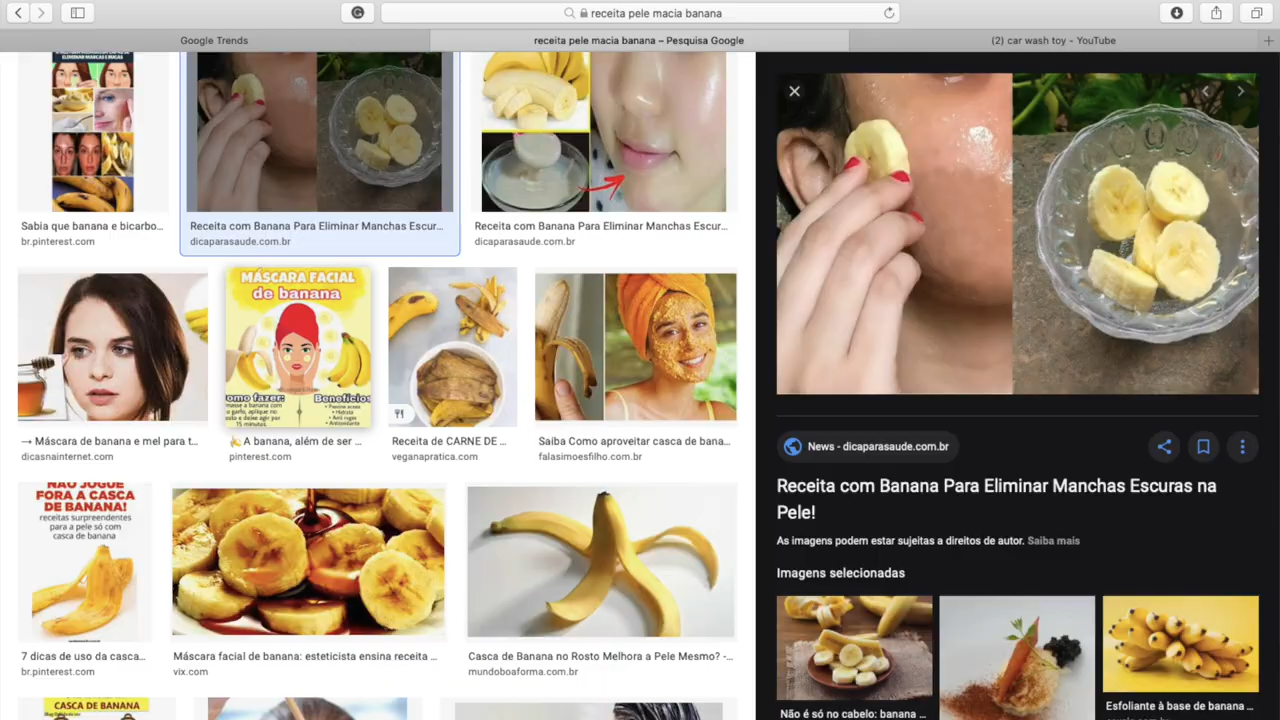 receita pele macia banana
Google Trends
receita pele macia banana – Pesquisa Google
(2) car wash toy - YouTube
ELIMINAR MARCAS E RUGAS
Sabia que banana e bicarbo...
br.pinterest.com
Receita com Banana Para Eliminar Manchas Escur...
dicaparasaude.com.br
Receita com Banana Para Eliminar Manchas Escur...
dicaparasaude.com.br
MÁSCARA FACIAL
de banana
Como fazer:
Benefícios
15 minutos.
→ Máscara de banana e mel para t...
dicasnainternet.com
A banana, além de ser ...
pinterest.com
Receita de CARNE DE ...
veganapratica.com
Saiba Como aproveitar casca de bana...
falasimoesfilho.com.br
NÃO JOGUE
FORA A CASCA
DE BANANA!
receitas surpreendentes
para a pele só com
casca de banana
7 dicas de uso da casca...
br.pinterest.com
Máscara facial de banana: esteticista ensina receita ...
vix.com
Casca de Banana no Rosto Melhora a Pele Mesmo? -...
mundoboaforma.com.br
CASCA DE BANANA
News - dicaparasaude.com.br
Receita com Banana Para Eliminar Manchas Escuras na
Pele!
As imagens podem estar sujeitas a direitos de autor. Saiba mais
Imagens selecionadas
Não é só no cabelo: banana ...
Esfoliante à base de banana ...